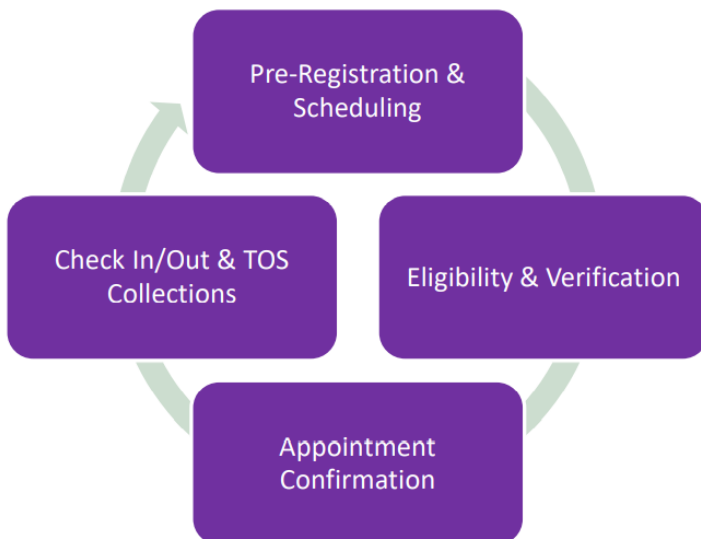 Pre-Registration &
Scheduling
Eligibility & Verification
Appointment
Confirmation
Check In/Out & TOS
Collections